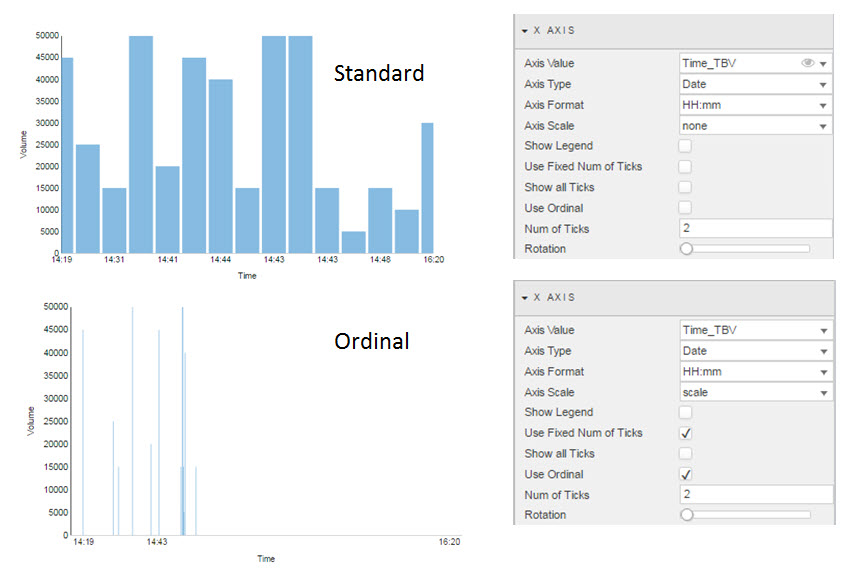 50000
45000
40000
35000
30000
25000
20000
15000
10000
5000
0
Volume
14:19 14:31 14:41 14:44 14:43 14:43 14:48 16:20
Time
Standard
X AXIS
Axis Value Time_TBV
Axis Type Date
Axis Format HH:mm
Axis Scale none
Show Legend
Use Fixed Num of Ticks
Show all Ticks
Use Ordinal
Num of Ticks 2
Rotation
50000
45000
40000
35000
30000
25000
20000
15000
10000
5000
0
Volume
14:19 14:43 16:20
Time
Ordinal
X AXIS
Axis Value Time_TBV
Axis Type Date
Axis Format HH:mm
Axis Scale scale
Show Legend
Use Fixed Num of Ticks
Show all Ticks
Use Ordinal
Num of Ticks 2
Rotation